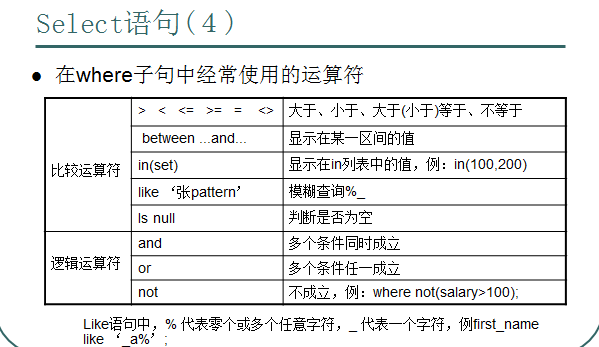 Select语句(4)
● 在where子句中经常使用的运算符
比较运算符
> < <= >= = <> 大于、小于、大于(小于)等于、不等于
between ...and... 显示在某一区间的值
in(set) 显示在in列表中的值，例：in(100,200)
like ‘张pattern’ 模糊查询%_
Is null 判断是否为空
逻辑运算符
and 多个条件同时成立
or 多个条件任一成立
not 不成立，例：where not(salary>100);
Like语句中，% 代表零个或多个任意字符，_ 代表一个字符，例first_name
like ‘_a%’;